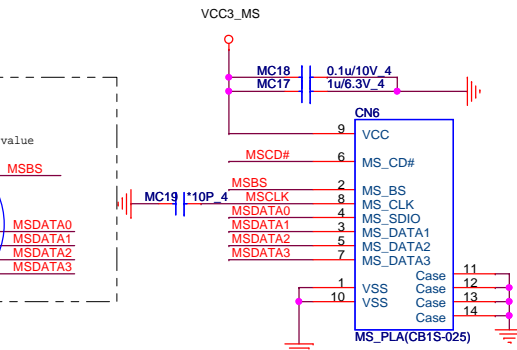 VCC3_MS
MC18 0.1u/10V_4
MC17 1u/6.3V_4
CN6
9 VCC
value
MSCD# 6 MS_CD#
MSBS
MSBS 2 MS_BS
MC19 *10P_4 MSCLK 8 MS_CLK
MSDATA0 4 MS_SDIO
MSDATA0 MSDATA1 3 MS_DATA1
MSDATA1 MSDATA2 5 MS_DATA2
MSDATA2 MSDATA3 7 MS_DATA3
MSDATA3
Case 11
1 VSS Case 12
10 VSS Case 13
Case 14
MS_PLA(CB1S-025)